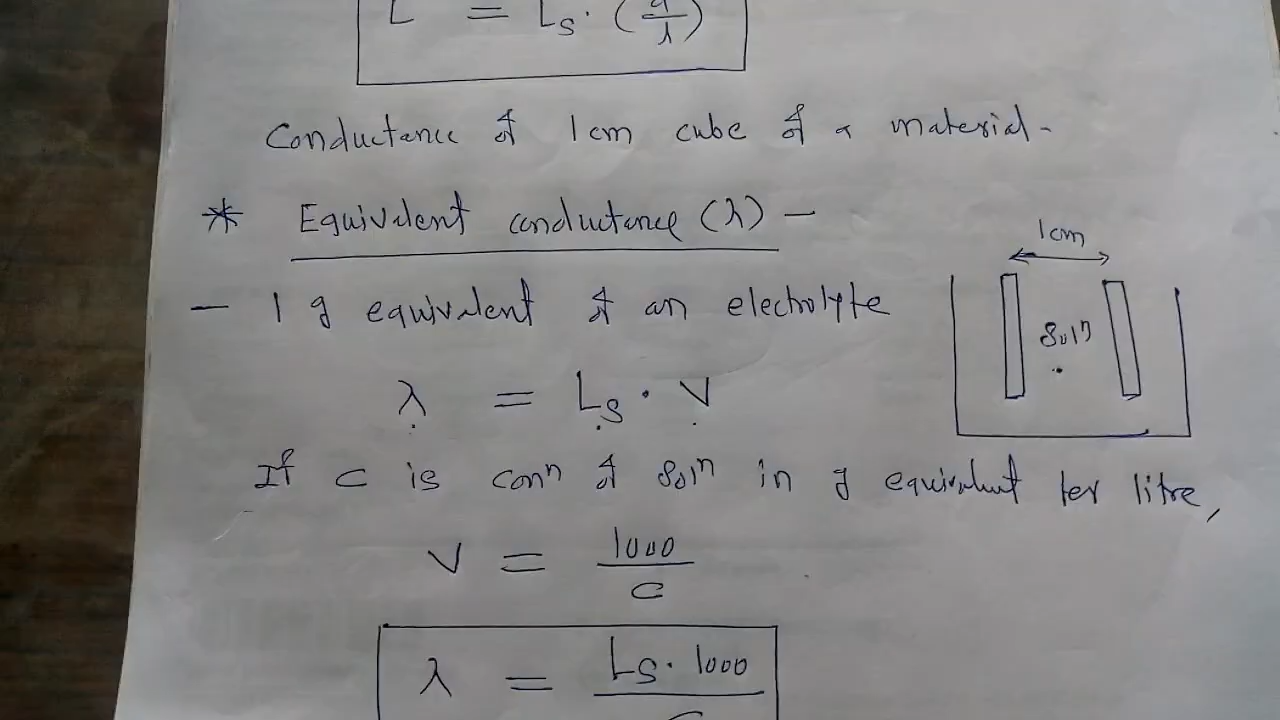 L = Ls · (a/λ)
Conductance of 1cm cube of a material -
* Equivalent conductance (λ) -
1cm
- 1 g equivalent of an electrolyte
Solⁿ
λ = Ls · V
If C is conⁿ of solⁿ in g equivalent per litre,
V = 1000/C
λ = Ls · 1000/C